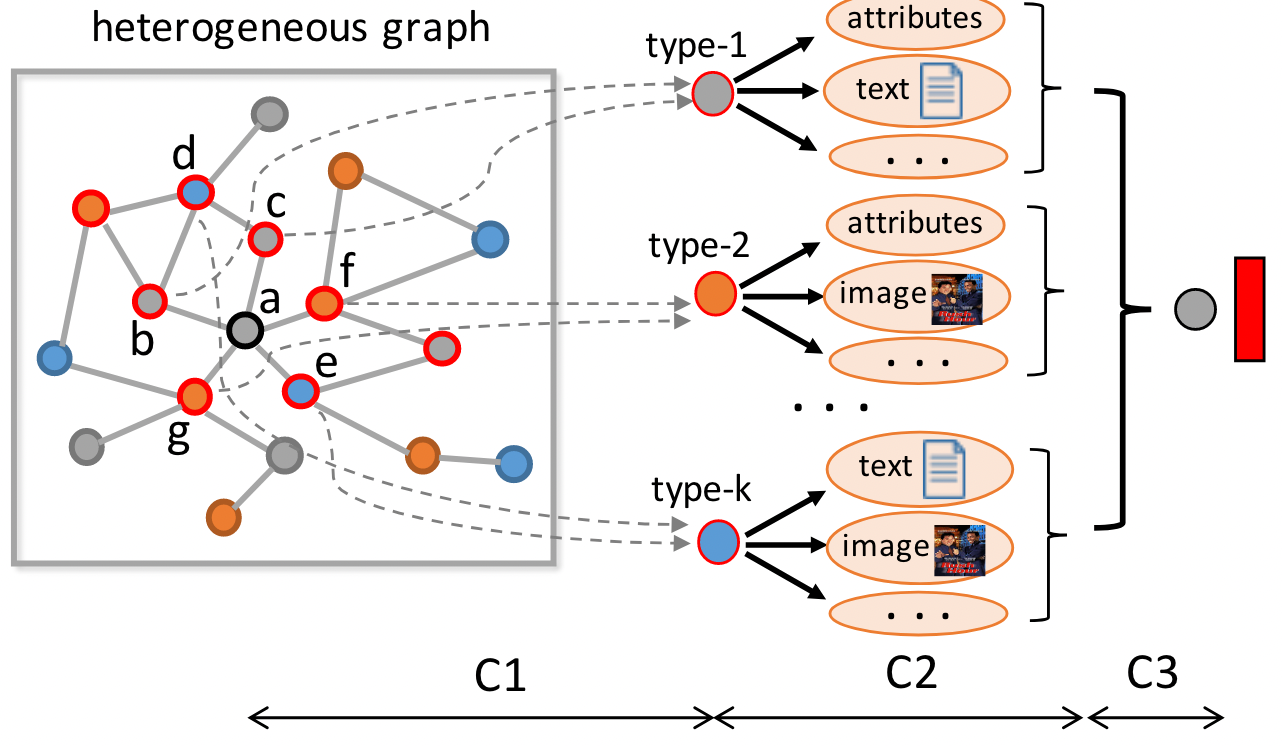 heterogeneous graph
d
c
f
a
b
e
g
type-1
attributes
text
. . .
type-2
attributes
image
. . .
. . .
type-k
text
image
. . .
C1
C2
C3